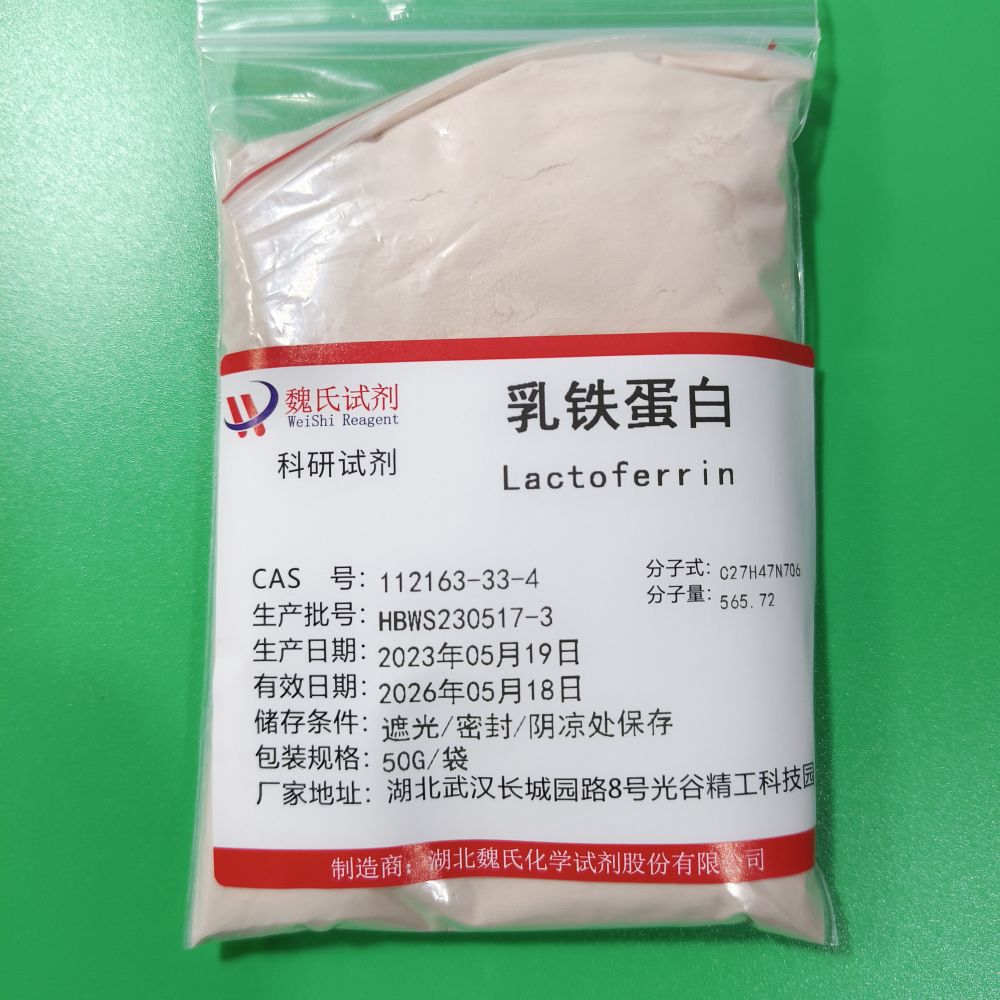 魏氏试剂
WeiShi Reagent
科研试剂
乳铁蛋白
Lactoferrin
CAS 号: 112163-33-4
分子式: C27H47N7O6
分子量: 565.72
生产批号: HBWS230517-3
生产日期: 2023年05月19日
有效日期: 2026年05月18日
储存条件: 遮光/密封/阴凉处保存
包装规格: 50G/袋
厂家地址: 湖北武汉长城园路8号光谷精工科技园
制造商: 湖北魏氏化学试剂股份有限公司